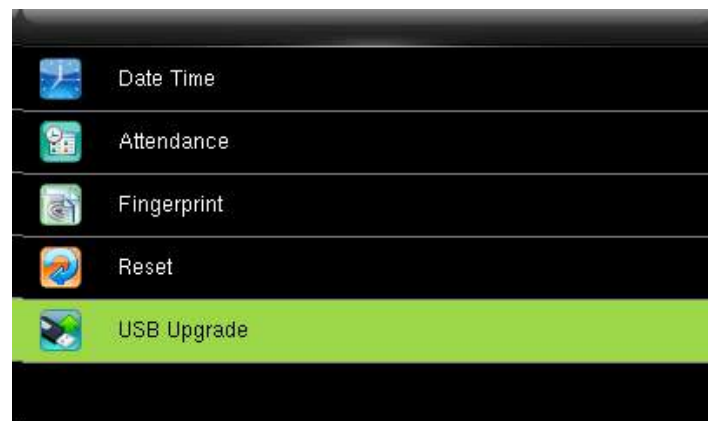 Date Time
Attendance
Fingerprint
Reset
USB Upgrade